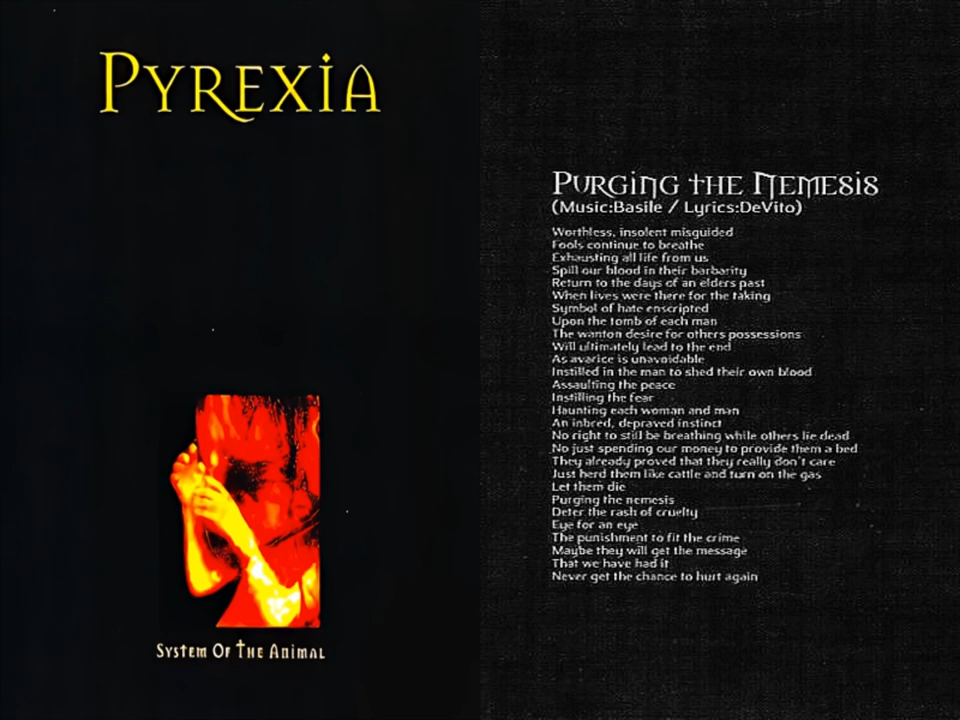 PYREXIA
SYSTEM OF THE ANIMAL
PURGING THE NEMESIS
(Music:Basile / Lyrics:DeVito)
Worthless, insolent misguided
Fools continue to breathe
Exhausting all life from us
Spill our blood in their barbarity
Return to the days of an elders past
When lives were there for the taking
Symbol of hate enscripted
Upon the tomb of each man
The wanton desire for others possessions
Will ultimately lead to the end
As avarice is unavoidable
Instilled in the man to shed their own blood
Assaulting the peace
Instilling the fear
Haunting each woman and man
An inbred, depraved instinct
No right to still be breathing while others lie dead
No just spending our money to provide them a bed
They already proved that they really don't care
Just herd them like cattle and turn on the gas
Let them die
Purging the nemesis
Deter the rash of cruelty
Eye for an eye
The punishment to fit the crime
Maybe they will get the message
That we have had it
Never get the chance to hurt again